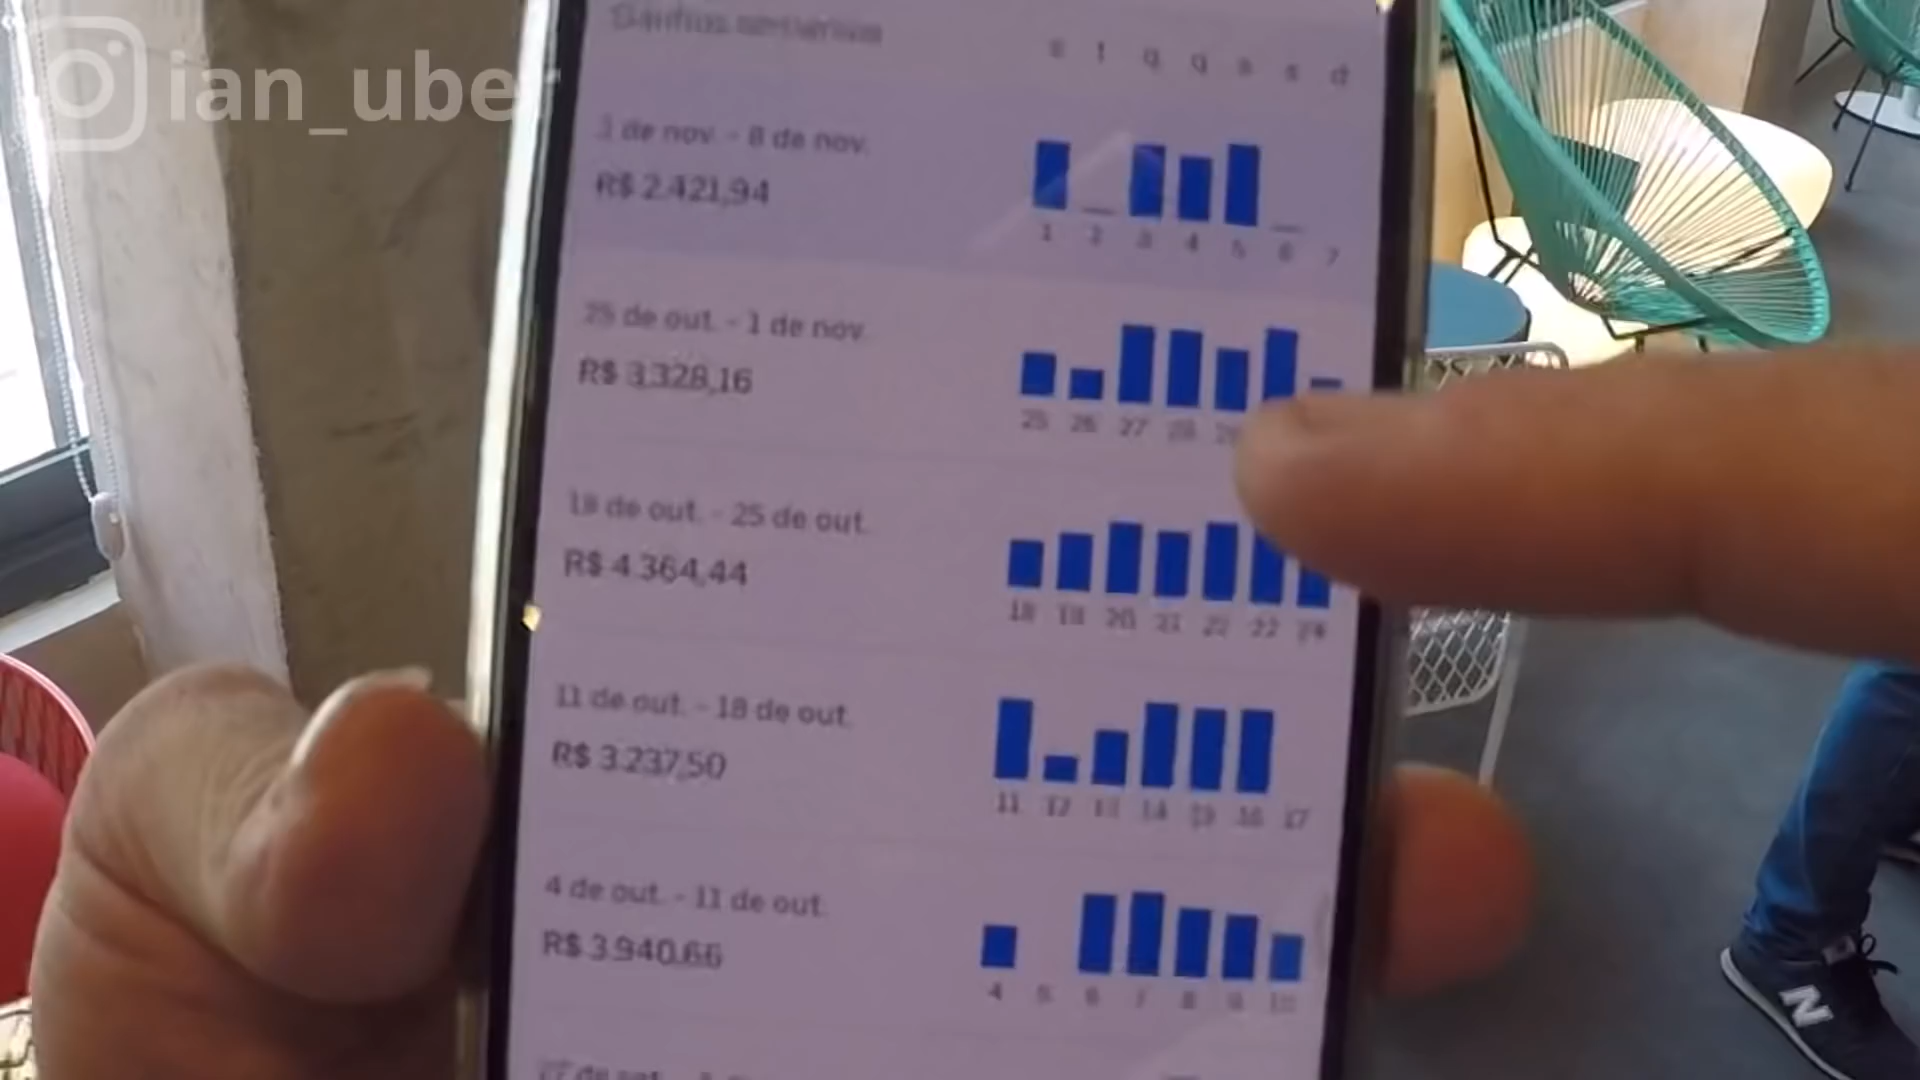 ian_uber
Ganhos semanais
s t q q s s d
1 de nov. - 8 de nov.
R$ 2.421,94
1 2 3 4 5 6 7
25 de out. - 1 de nov.
R$ 3.328,16
25 26 27 28
18 de out. - 25 de out.
R$ 4.364,44
18 19 20 21 22 23 24
11 de out. - 18 de out.
R$ 3.237,50
11 12 13 14 15 16 17
4 de out. - 11 de out.
R$ 3.940,66
4 5 6 7 8 9 10
N